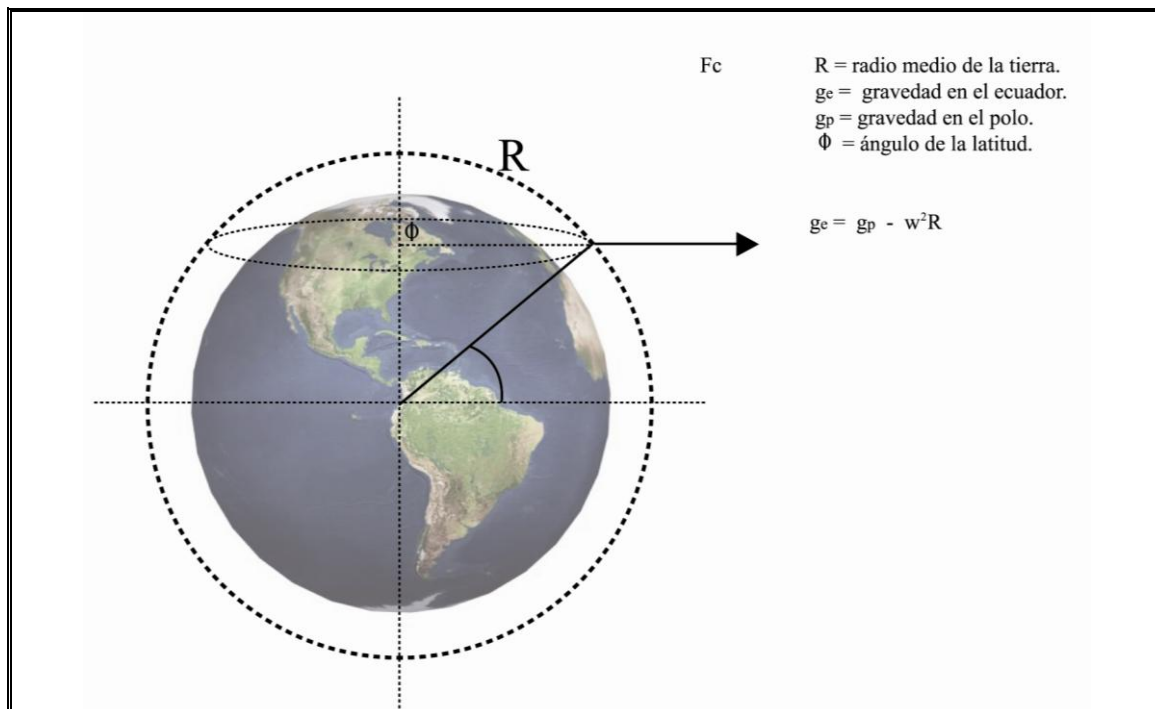 Fc
R = radio medio de la tierra.
ge = gravedad en el ecuador.
gp = gravedad en el polo.
ϕ = ángulo de la latitud.
R
ge = gp - w²R
ϕ